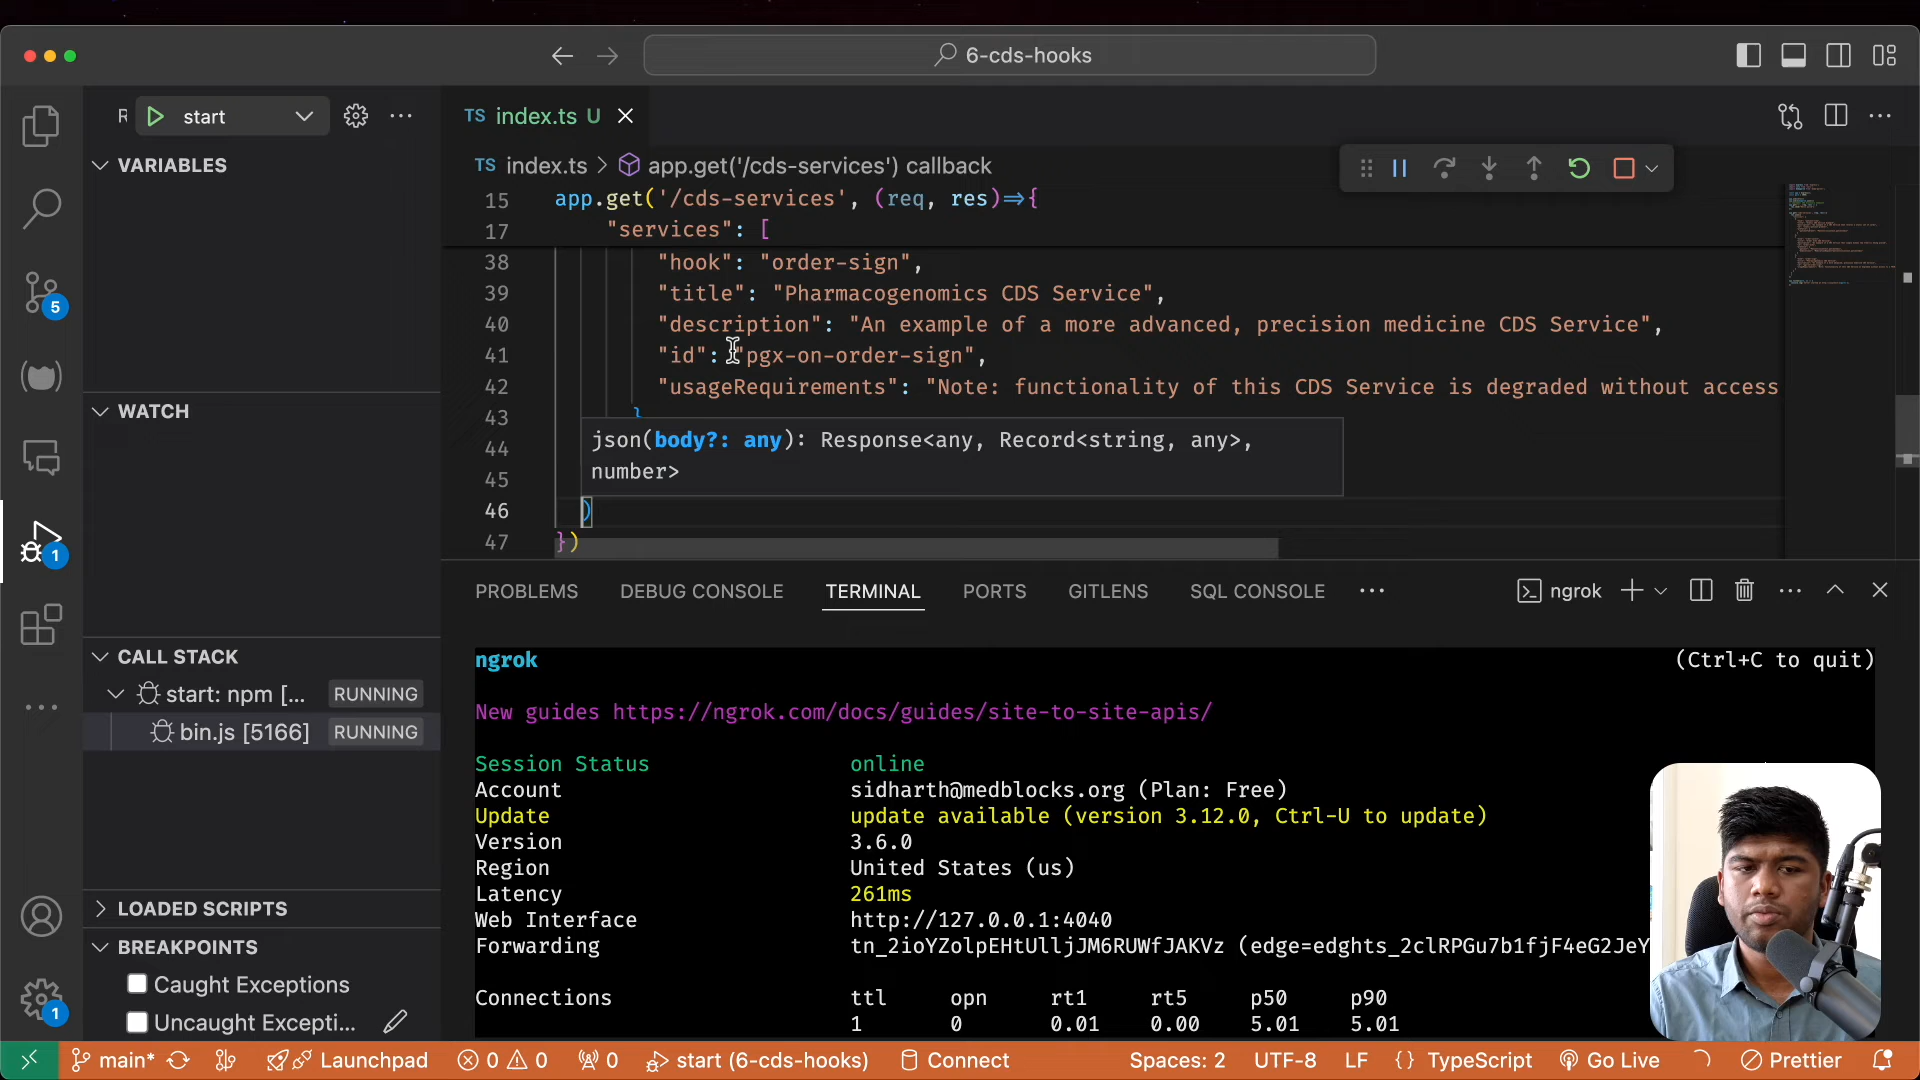 6-cds-hooks
R start
TS index.ts U
VARIABLES
TS index.ts > app.get('/cds-services') callback
15 app.get('/cds-services', (req, res)=>{
17 "services": [
38 "hook": "order-sign",
39 "title": "Pharmacogenomics CDS Service",
40 "description": "An example of a more advanced, precision medicine CDS Service",
41 "id": "pgx-on-order-sign",
42 "usageRequirements": "Note: functionality of this CDS Service is degraded without access
43 }
WATCH
json(body?: any): Response<any, Record<string, any>,
44
number>
45
46 )
47 })
PROBLEMS DEBUG CONSOLE TERMINAL PORTS GITLENS SQL CONSOLE ngrok
CALL STACK
start: npm [... RUNNING
bin.js [5166] RUNNING
ngrok (Ctrl+C to quit)
New guides https://ngrok.com/docs/guides/site-to-site-apis/
Session Status online
Account sidharth@medblocks.org (Plan: Free)
Update update available (version 3.12.0, Ctrl-U to update)
Version 3.6.0
Region United States (us)
Latency 261ms
Web Interface http://127.0.0.1:4040
Forwarding tn_2ioYZolpEHtUlljJM6RUWfJAKVz (edge=edghts_2clRPGu7b1fjF4eG2JeY
Connections ttl opn rt1 rt5 p50 p90
1 0 0.01 0.00 5.01 5.01
LOADED SCRIPTS
BREAKPOINTS
Caught Exceptions
Uncaught Excepti...
5
1
1
main* Launchpad 0 0 0 start (6-cds-hooks) Connect Spaces: 2 UTF-8 LF {} TypeScript Go Live Prettier